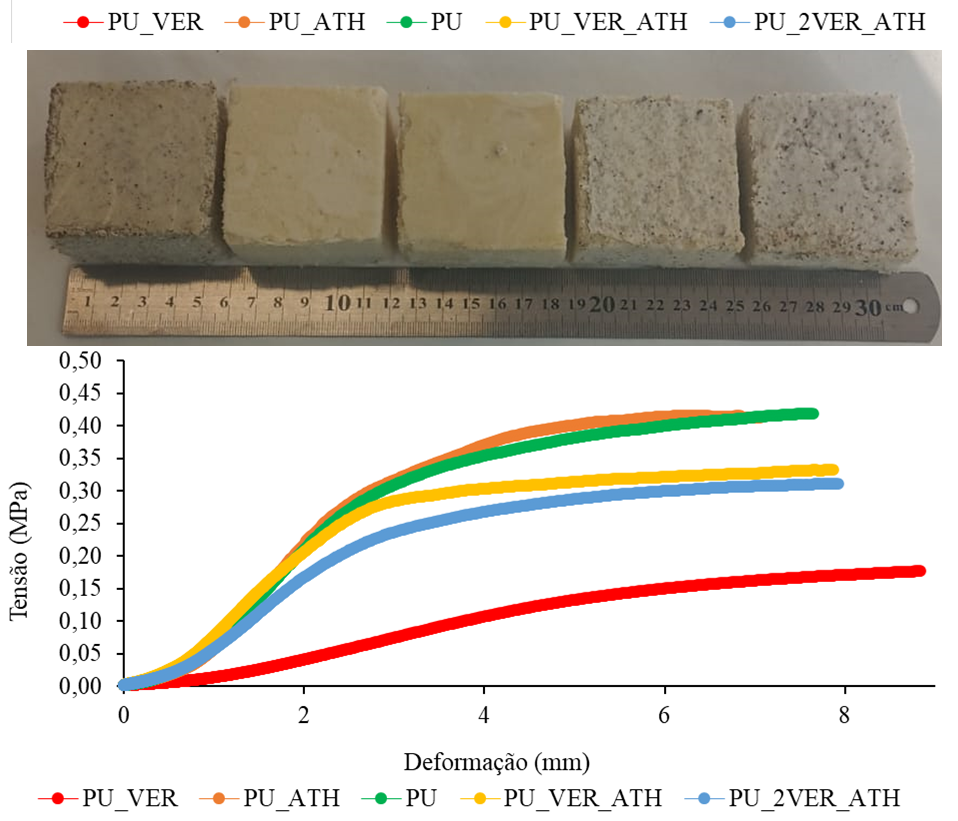 PU_VER PU_ATH PU PU_VER_ATH PU_2VER_ATH
1 2 3 4 5 6 7 8 9 10 11 12 13 14 15 16 17 18 19 20 21 22 23 24 25 26 27 28 29 30 cm
0,50
0,45
0,40
0,35
0,30
0,25
0,20
0,15
0,10
0,05
0,00
Tensão (MPa)
0 2 4 6 8
Deformação (mm)
PU_VER PU_ATH PU PU_VER_ATH PU_2VER_ATH